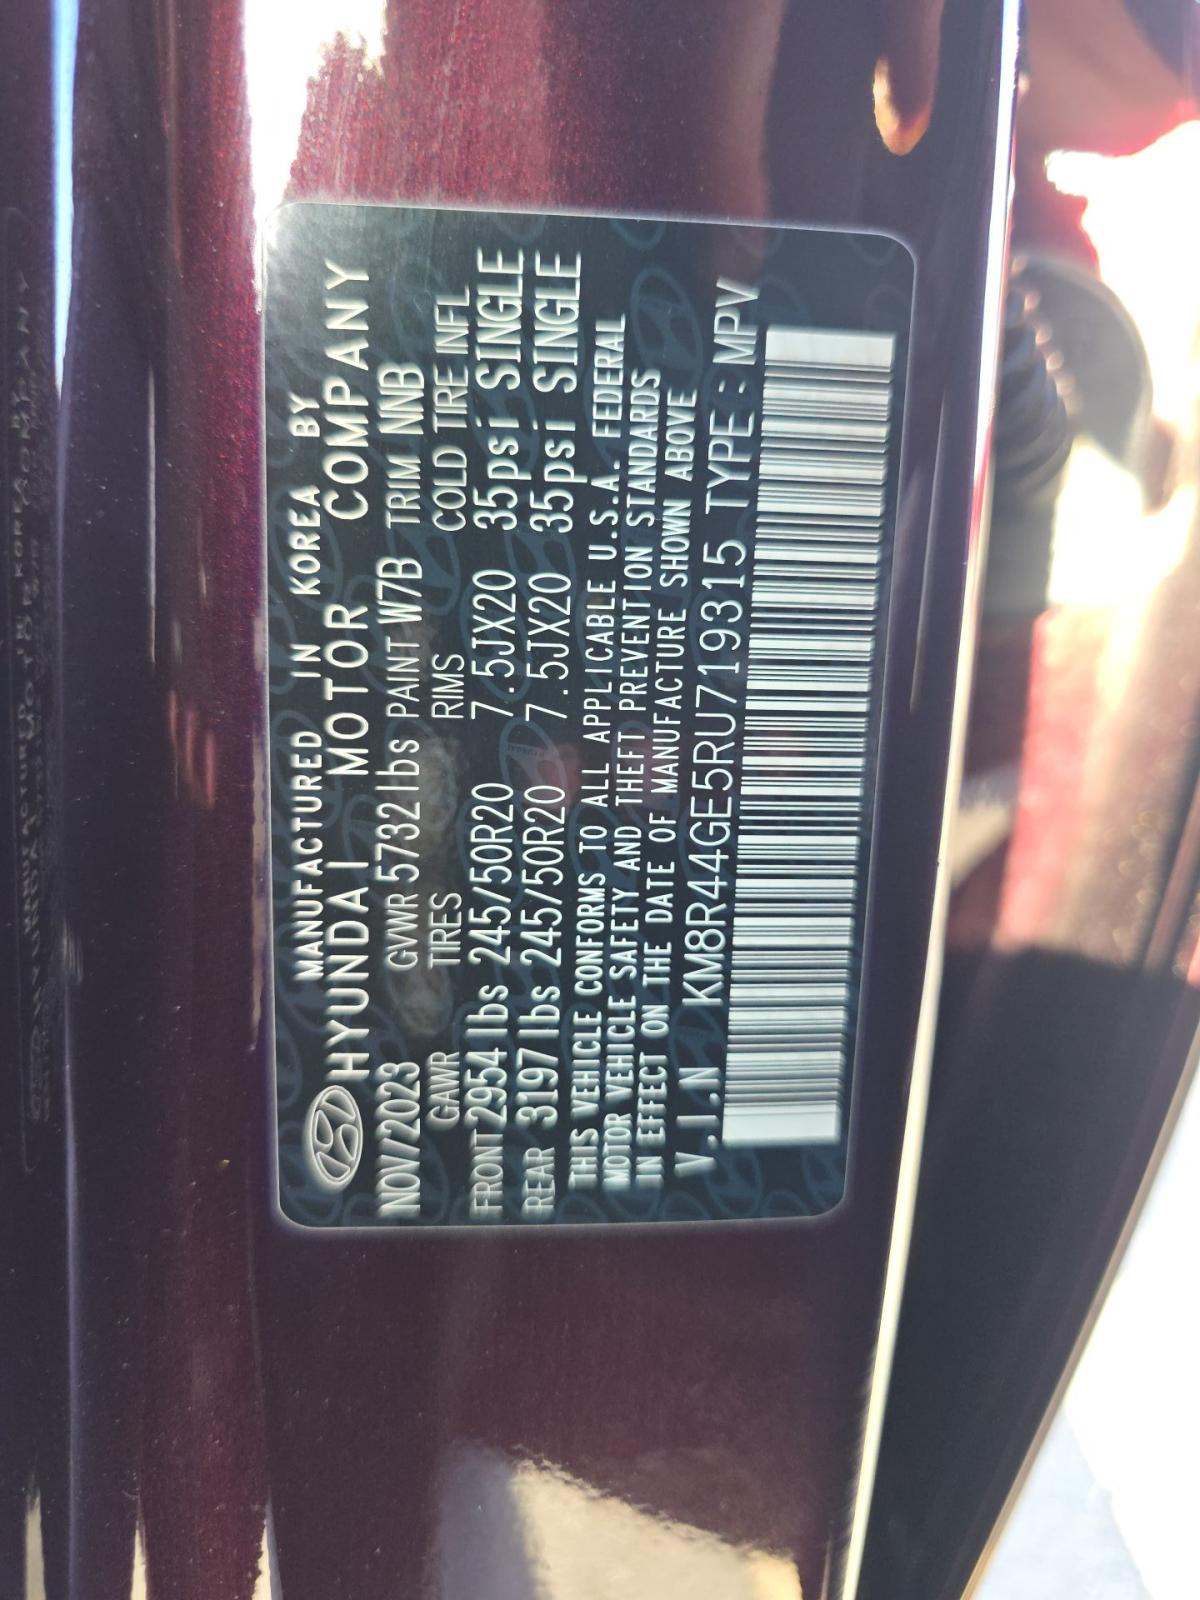 MANUFACTURED IN KOREA BY
HYUNDAI MOTOR COMPANY
NOV/2023 GVWR 5732lbs PAINT W7B TRIM NNB
GAWR TIRES RIMS COLD TIRE INFL
FRONT 2954 lbs 245/50R20 7.5JX20 35psi SINGLE
REAR 3197 lbs 245/50R20 7.5JX20 35psi SINGLE
THIS VEHICLE CONFORMS TO ALL APPLICABLE U.S.A. FEDERAL
MOTOR VEHICLE SAFETY AND THEFT PREVENTION STANDARDS
IN EFFECT ON THE DATE OF MANUFACTURE SHOWN ABOVE
V.I.N KM8R44GE5RU719315 TYPE:MPV